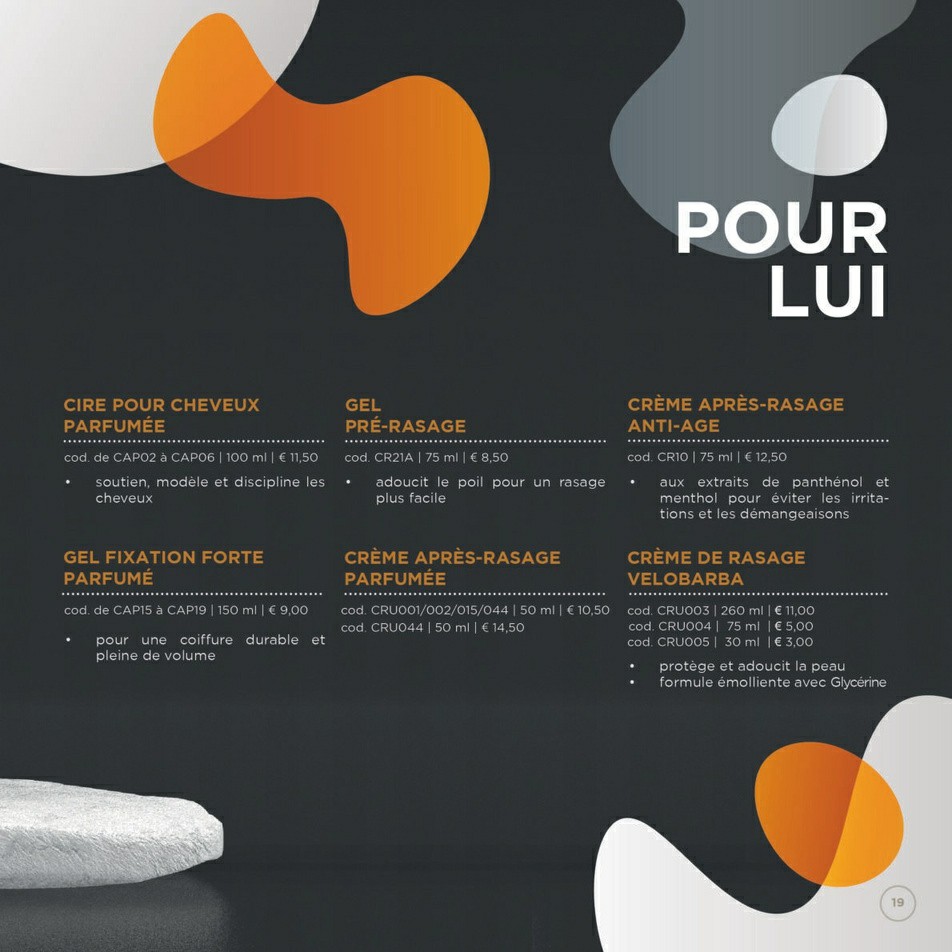 POUR
LUI
CIRE POUR CHEVEUX
PARFUMÉE
cod. de CAP02 à CAP06 | 100 ml | € 11,50
• soutien, modèle et discipline les
cheveux
GEL
PRÉ-RASAGE
cod. CR21A | 75 ml | € 8,50
• adoucit le poil pour un rasage
plus facile
CRÈME APRÈS-RASAGE
ANTI-AGE
cod. CR10 | 75 ml | € 12,50
• aux extraits de panthénol et
menthol pour éviter les irrita-
tions et les démangeaisons
GEL FIXATION FORTE
PARFUMÉ
cod. de CAP15 à CAP19 | 150 ml | € 9,00
• pour une coiffure durable et
pleine de volume
CRÈME APRÈS-RASAGE
PARFUMÉE
cod. CRU001/002/015/044 | 50 ml | € 10,50
cod. CRU044 | 50 ml | € 14,50
CRÈME DE RASAGE
VELOBARBA
cod. CRU003 | 260 ml | € 11,00
cod. CRU004 | 75 ml | € 5,00
cod. CRU005 | 30 ml | € 3,00
• protège et adoucit la peau
• formule émolliente avec Glycérine
19